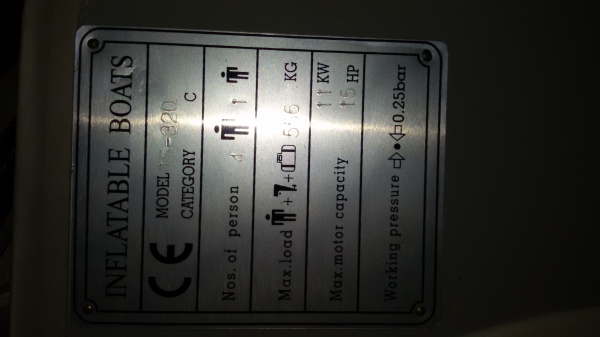 INFLATABLE BOATS
CE
MODEL -320
CATEGORY C
Nos. of person 4 1
Max.load + + KG
Max.motor capacity 11 KW
15 HP
Working pressure 0.25bar